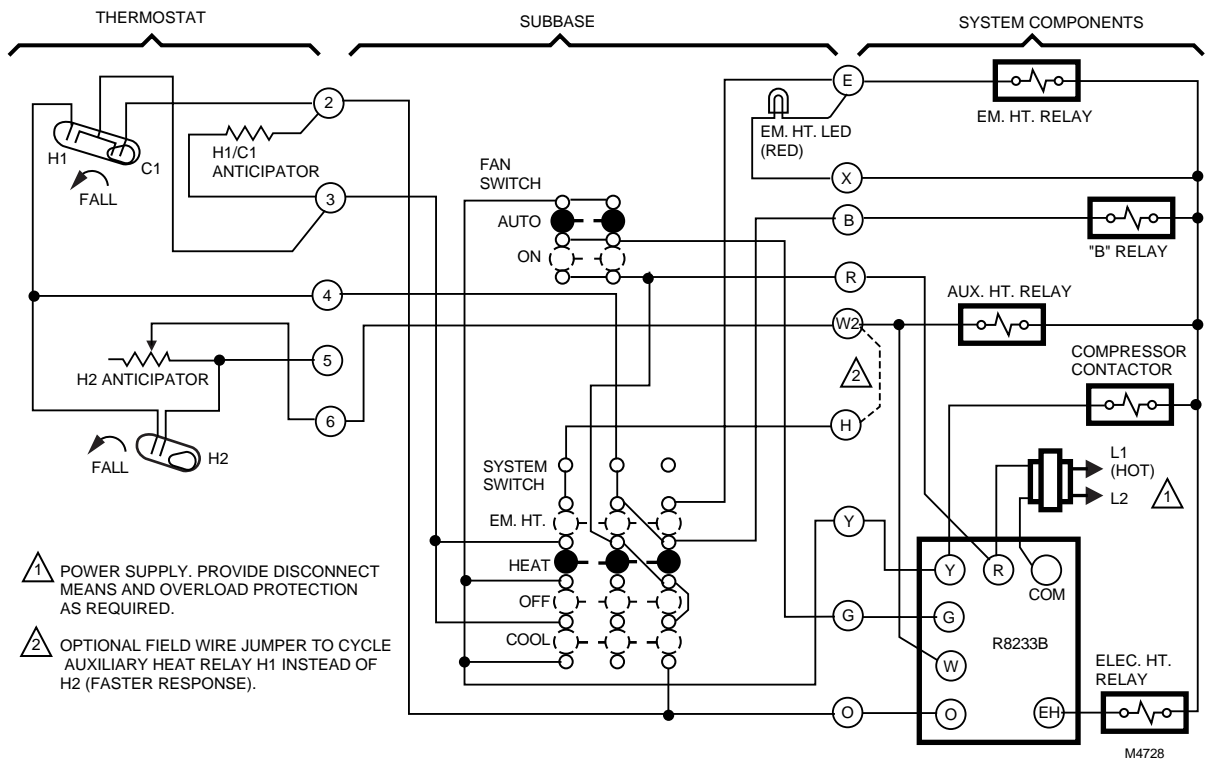 THERMOSTAT
SUBBASE
SYSTEM COMPONENTS
H1
C1
FALL
2
H1/C1
ANTICIPATOR
3
4
H2 ANTICIPATOR
5
6
FALL
H2
FAN
SWITCH
AUTO
ON
SYSTEM
SWITCH
EM. HT.
HEAT
OFF
COOL
E
EM. HT. LED
(RED)
X
B
R
W2
2
H
Y
G
O
EM. HT. RELAY
"B" RELAY
AUX. HT. RELAY
COMPRESSOR
CONTACTOR
L1
(HOT)
L2
1
Y
R
COM
G
R8233B
W
O
EH
ELEC. HT.
RELAY
1
POWER SUPPLY. PROVIDE DISCONNECT
MEANS AND OVERLOAD PROTECTION
AS REQUIRED.
2
OPTIONAL FIELD WIRE JUMPER TO CYCLE
AUXILIARY HEAT RELAY H1 INSTEAD OF
H2 (FASTER RESPONSE).
M4728